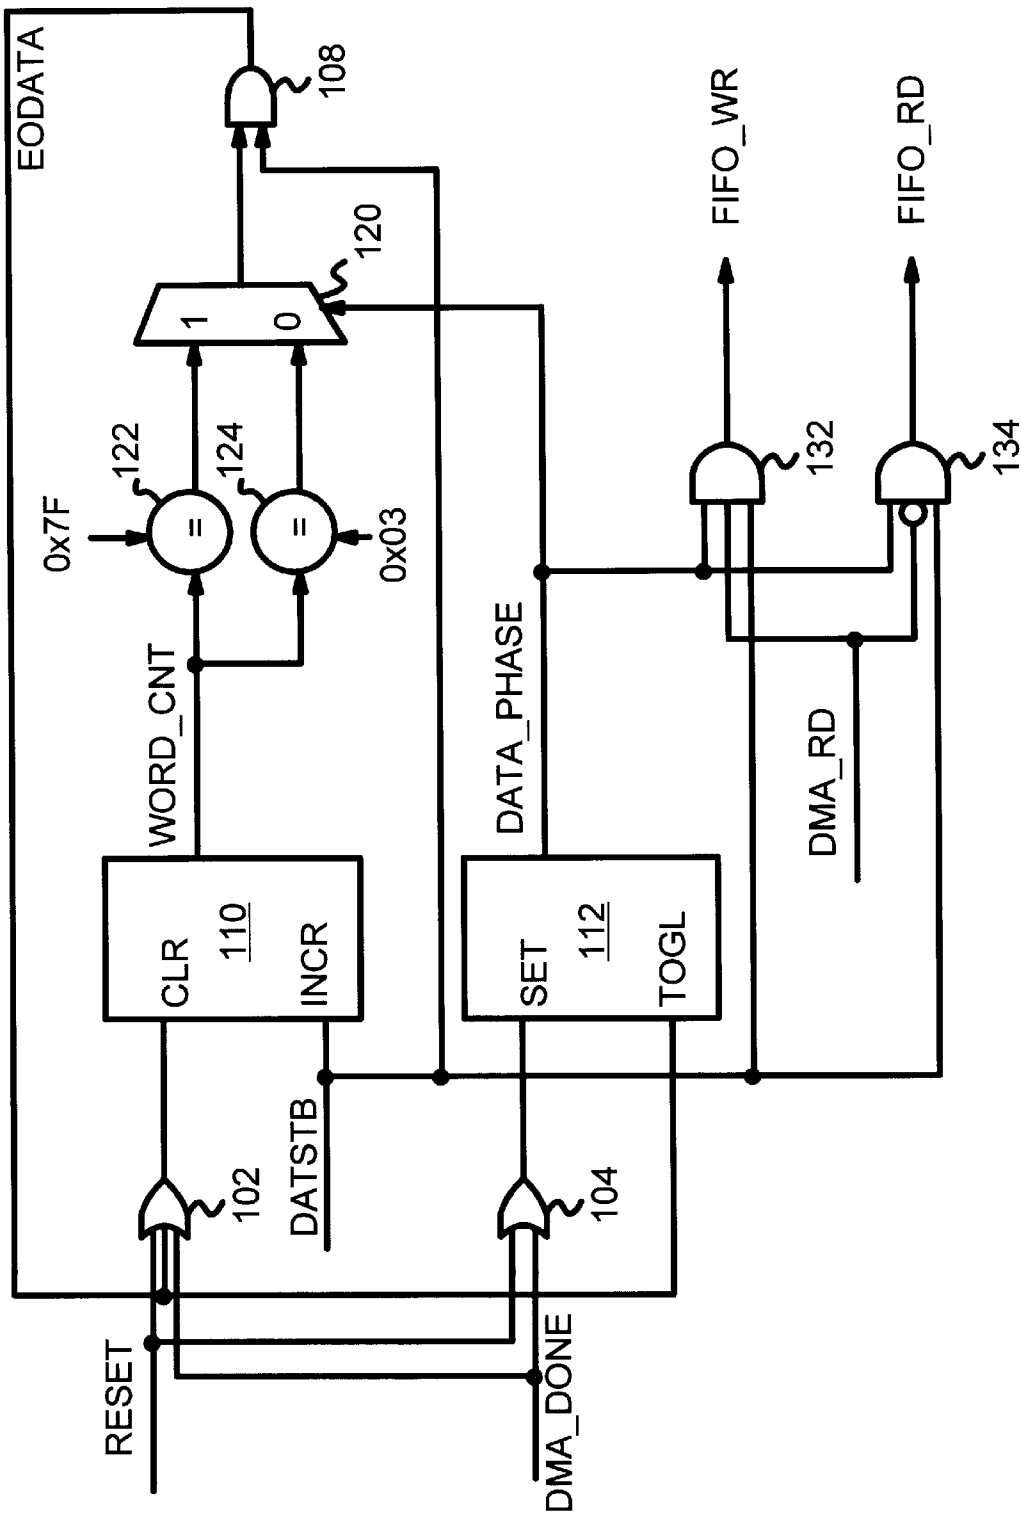 EODATA
108
120
1
0
122
124
=
=
0x7F
0x03
WORD_CNT
CLR
110
INCR
102
DATSTB
RESET
DATA_PHASE
SET
112
TOGL
104
DMA_DONE
FIFO_WR
FIFO_RD
132
134
DMA_RD